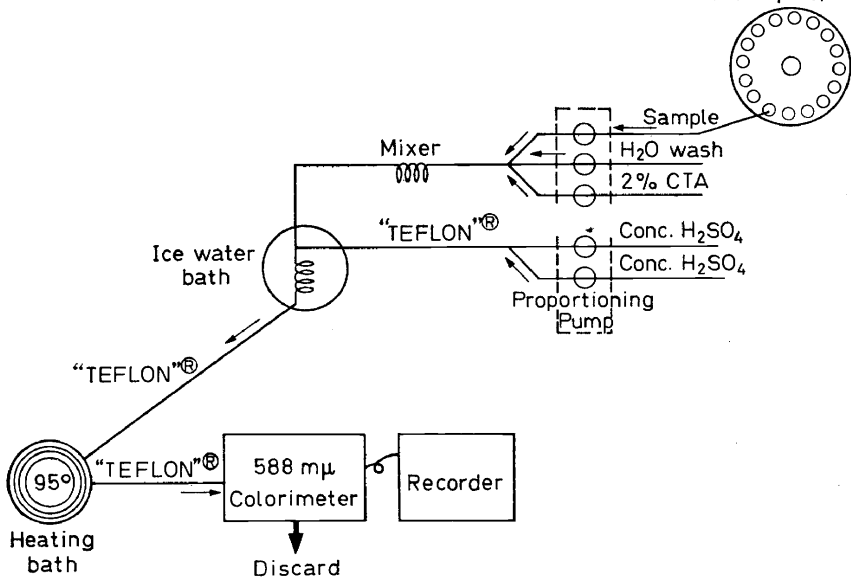 Sample
H₂O wash
2% CTA
Mixer
"TEFLON"®
Conc. H₂SO₄
Conc. H₂SO₄
Ice water
bath
Proportioning
Pump
"TEFLON"®
"TEFLON"®
95°
588 mµ
Colorimeter
Recorder
Heating
bath
Discard